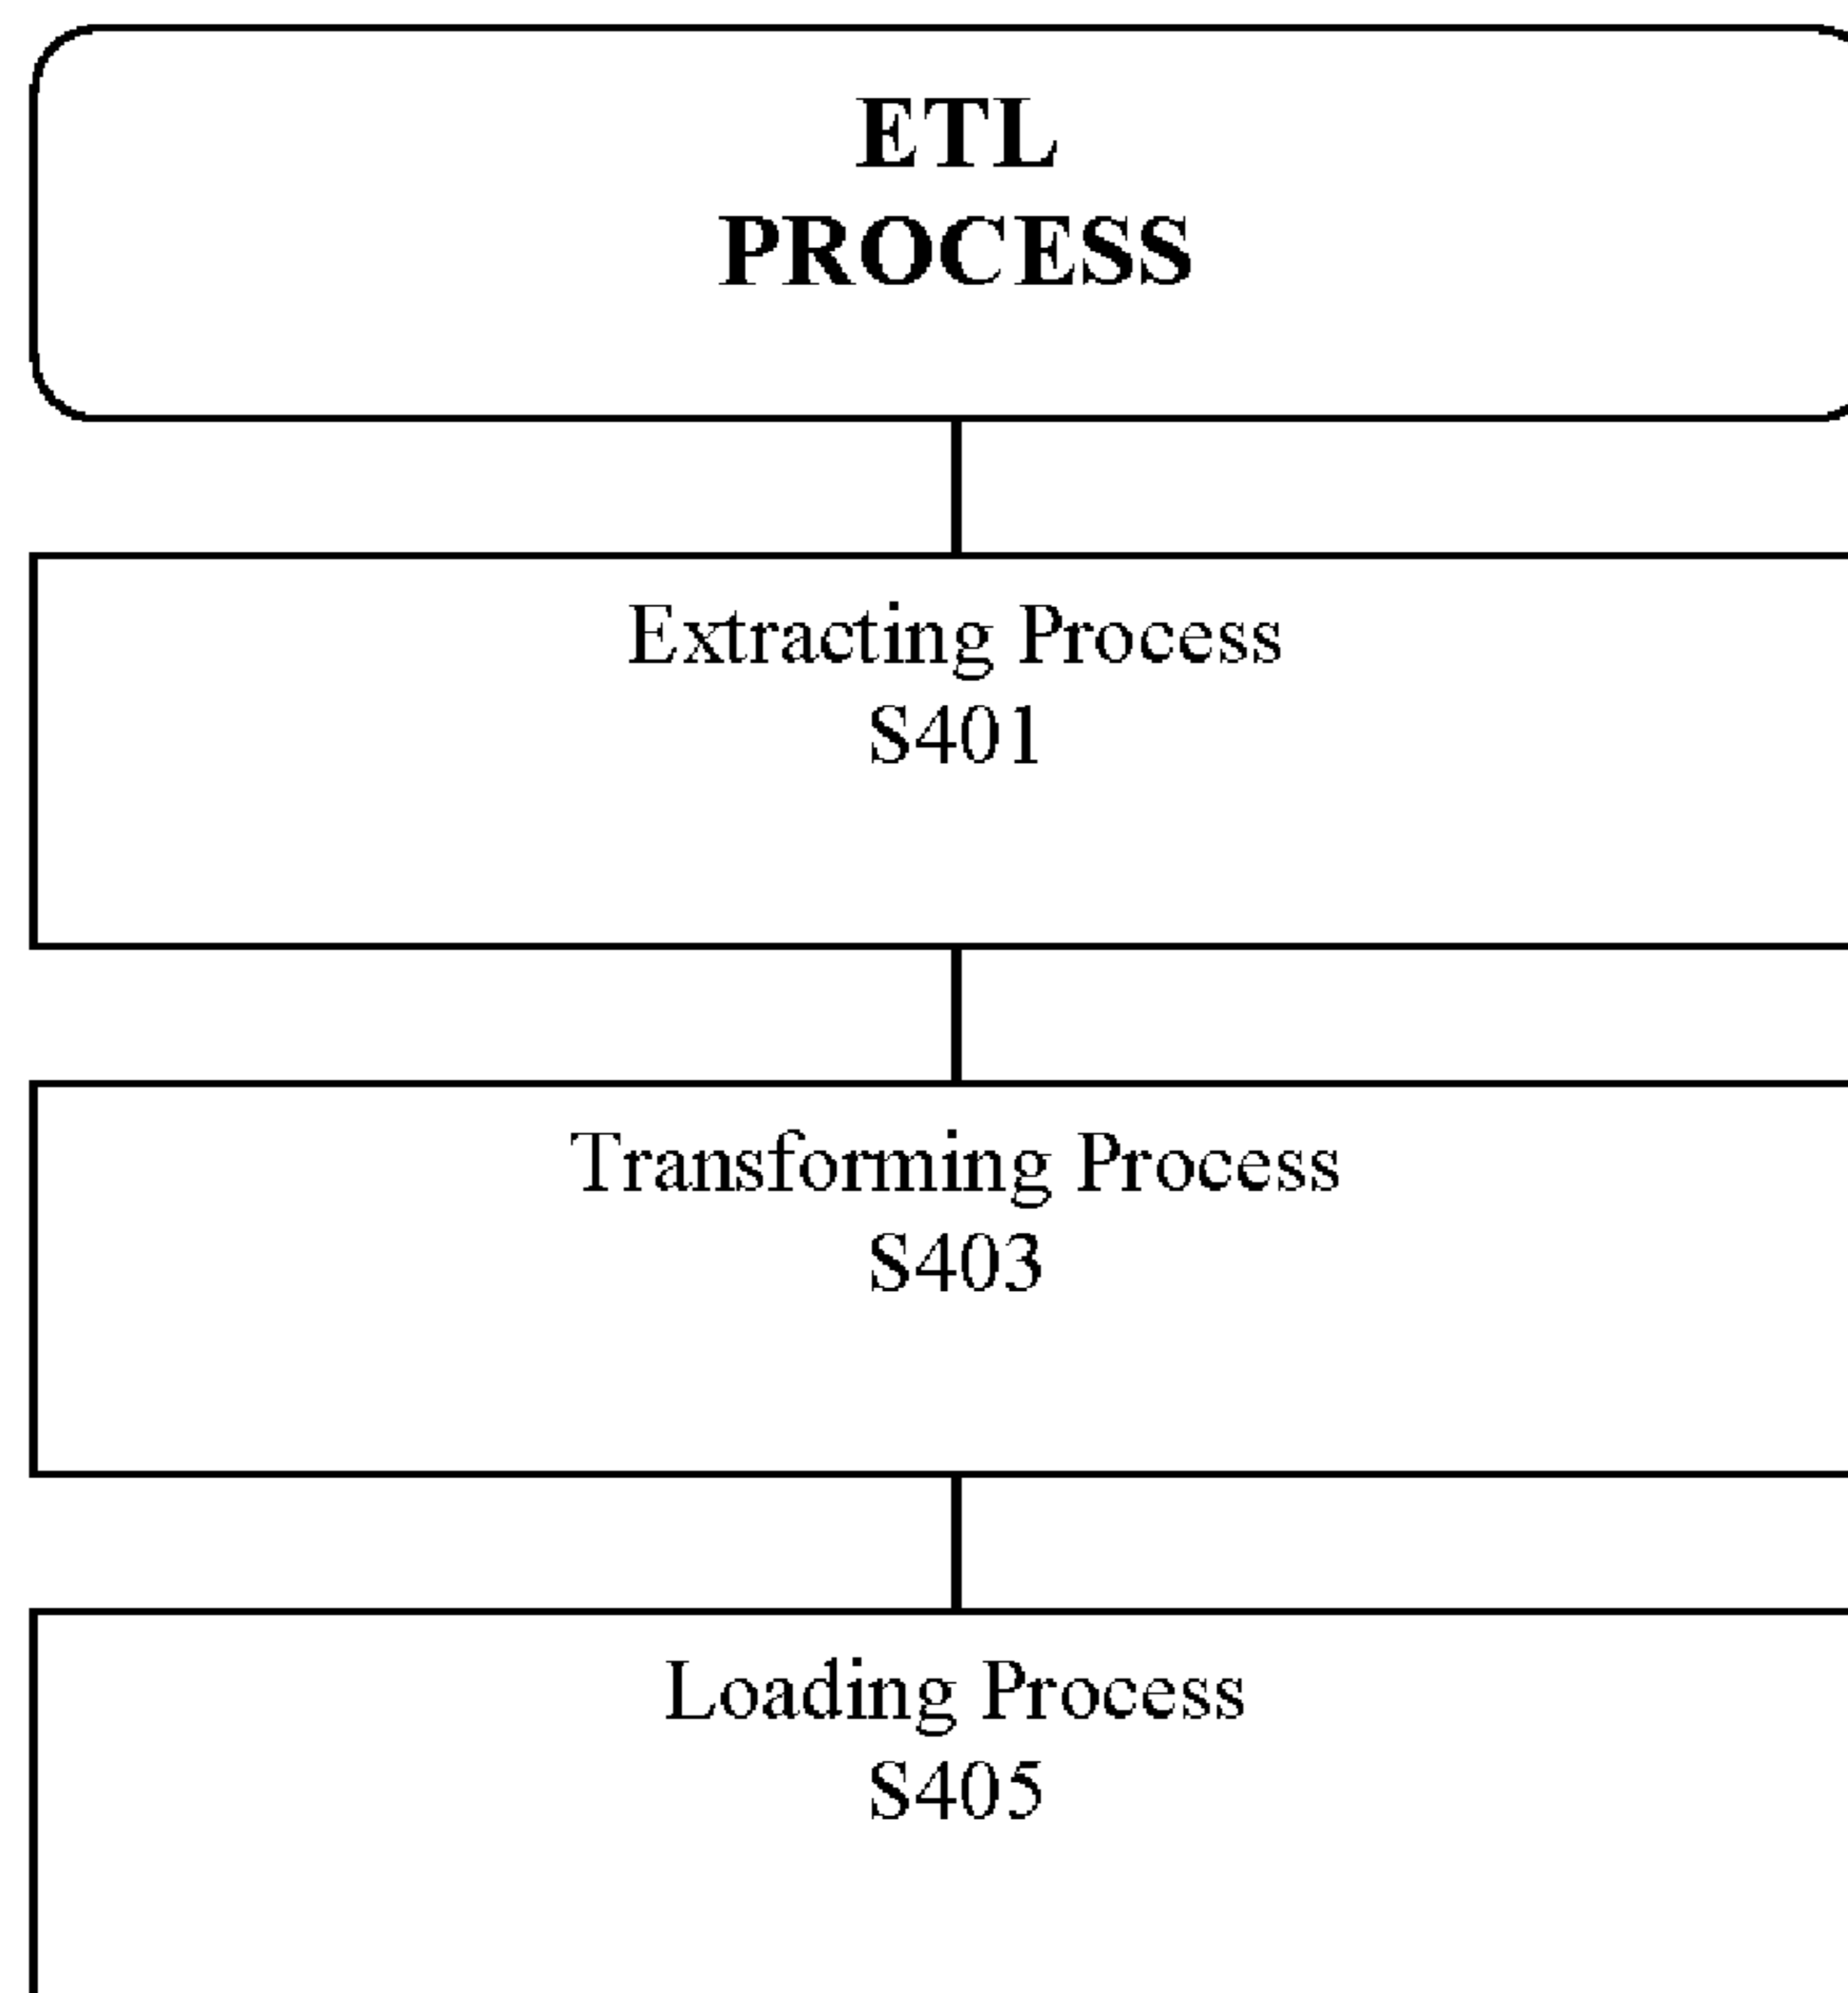 ETL
PROCESS
Extracting Process
S401
Transforming Process
S403
Loading Process
S405